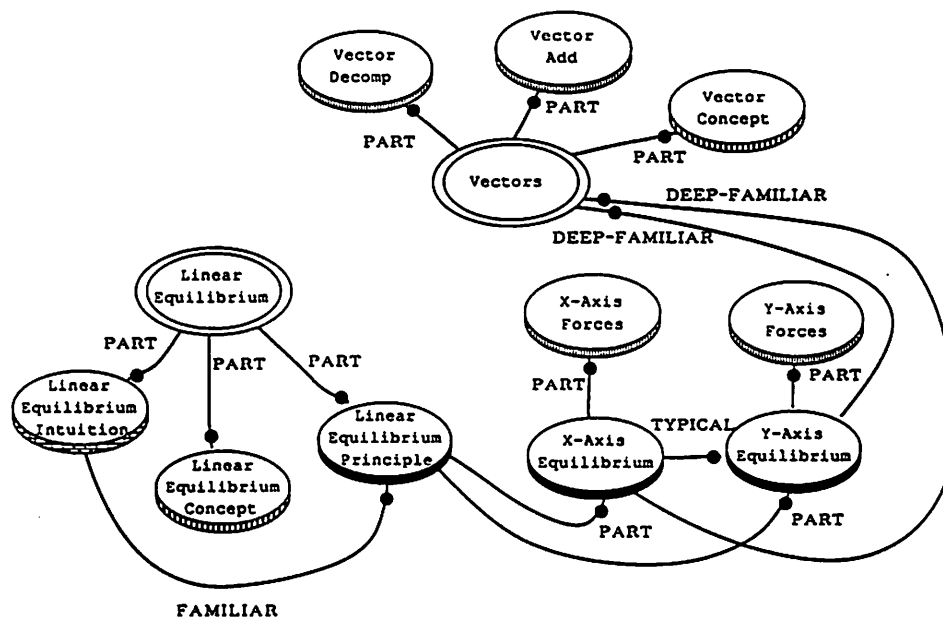 Vector
Decomp
Vector
Add
Vector
Concept
PART
PART
PART
Vectors
DEEP-FAMILIAR
DEEP-FAMILIAR
Linear
Equilibrium
X-Axis
Forces
Y-Axis
Forces
PART
PART
PART
Linear
Equilibrium
Intuition
Linear
Equilibrium
Principle
Linear
Equilibrium
Concept
PART
PART
TYPICAL
X-Axis
Equilibrium
Y-Axis
Equilibrium
PART
PART
FAMILIAR